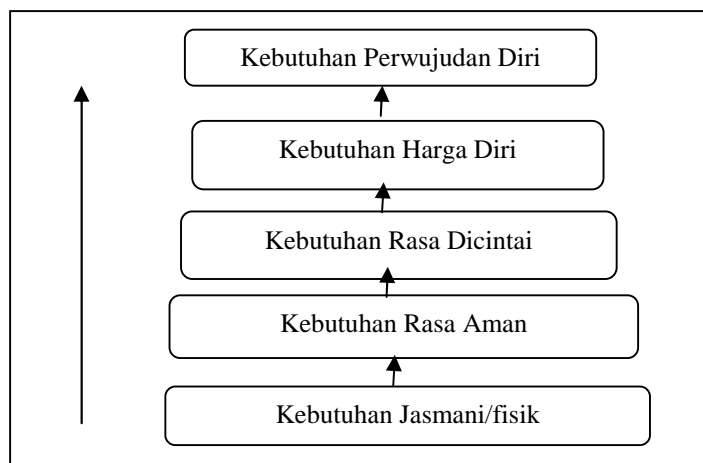 Kebutuhan Perwujudan Diri
Kebutuhan Harga Diri
Kebutuhan Rasa Dicintai
Kebutuhan Rasa Aman
Kebutuhan Jasmani/fisik